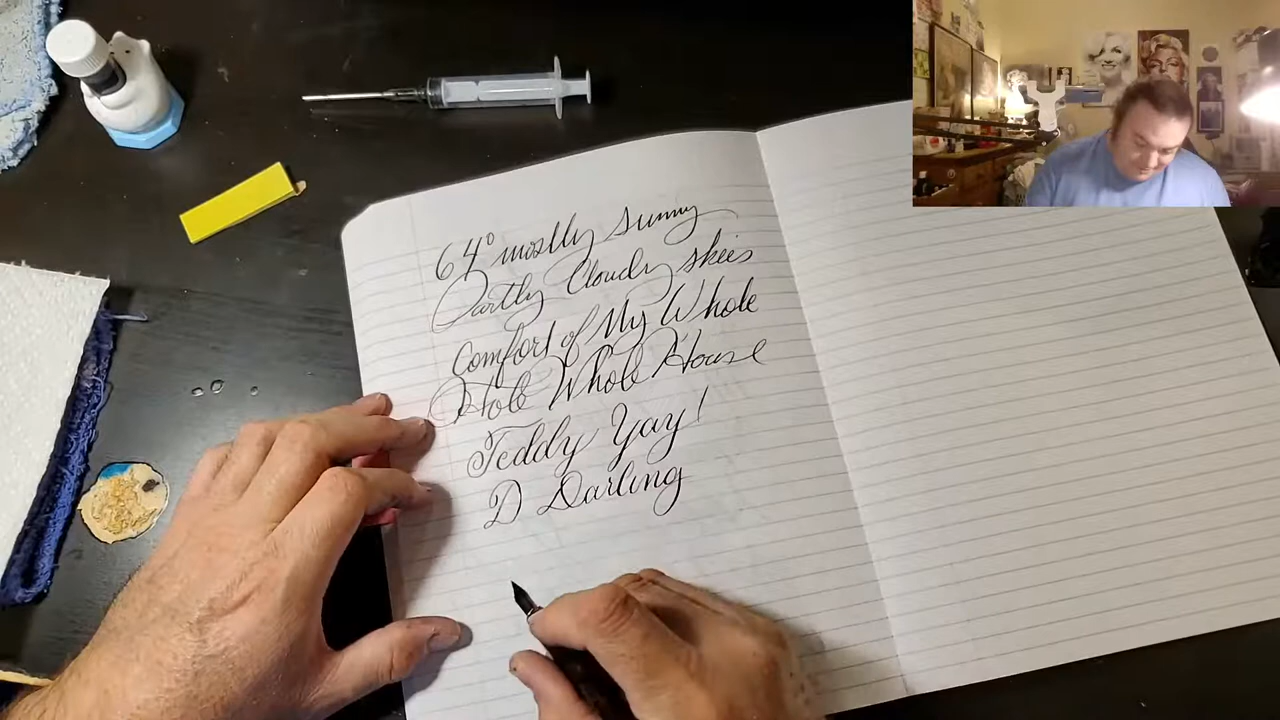 64° mostly sunny
Partly Cloudy skies
Comfort of My Whole
Hole Whole House
Teddy Yay!
D Darling